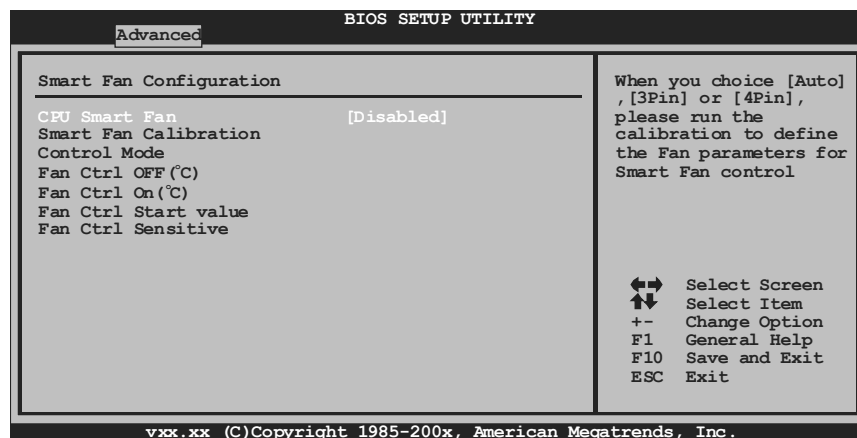 BIOS SETUP UTILITY
Advanced
Smart Fan Configuration
CPU Smart Fan [Disabled]
Smart Fan Calibration
Control Mode
Fan Ctrl OFF(°C)
Fan Ctrl On(°C)
Fan Ctrl Start value
Fan Ctrl Sensitive
When you choice [Auto]
,[3Pin] or [4Pin],
please run the
calibration to define
the Fan parameters for
Smart Fan control
Select Screen
Select Item
+- Change Option
F1 General Help
F10 Save and Exit
ESC Exit
vxx.xx (C)Copyright 1985-200x, American Megatrends, Inc.